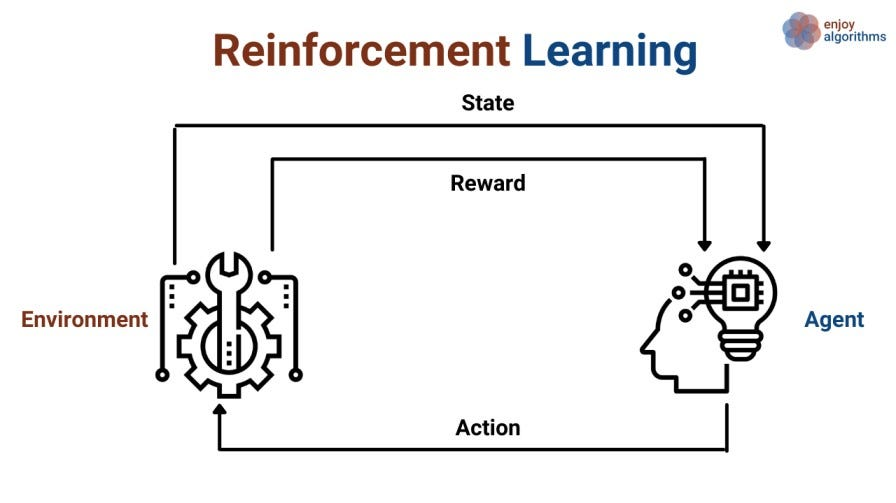 enjoy
algorithms
Reinforcement Learning
State
Reward
Environment
Agent
Action